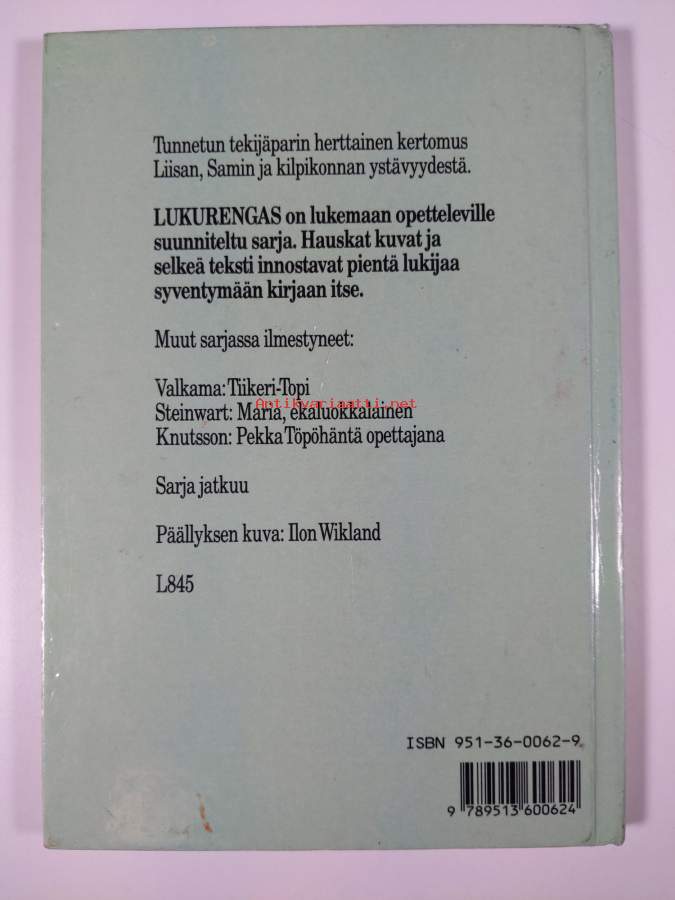 Tunnetun tekijäparin herttainen kertomus
Liisan, Samin ja kilpikonnan ystävyydestä.
LUKURENGAS on lukemaan opetteleville
suunniteltu sarja. Hauskat kuvat ja
selkeä teksti innostavat pientä lukijaa
syventymään kirjaan itse.
Muut sarjassa ilmestyneet:
Valkama: Tiikeri-Topi
Antikvariaatti.net
Steinwart: Maria, ekaluokkalainen
Knutsson: Pekka Töpöhäntä opettajana
Sarja jatkuu
Päällyksen kuva: Ilon Wikland
L845
ISBN 951-36-0062-9
9 789513 600624